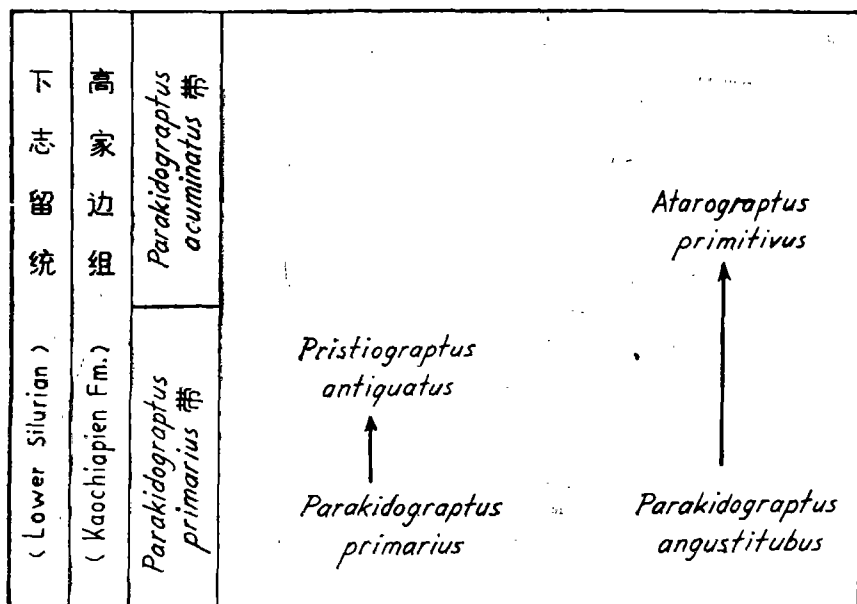 下志留统
(Lower Silurian)
高家边组
(Kaochiapien Fm.)
Parakidograptus
acuminatus 带
Parakidograptus
primarius 带
Atarograptus
primitivus
Pristiograptus
antiquatus
Parakidograptus
primarius
Parakidograptus
angustitubus